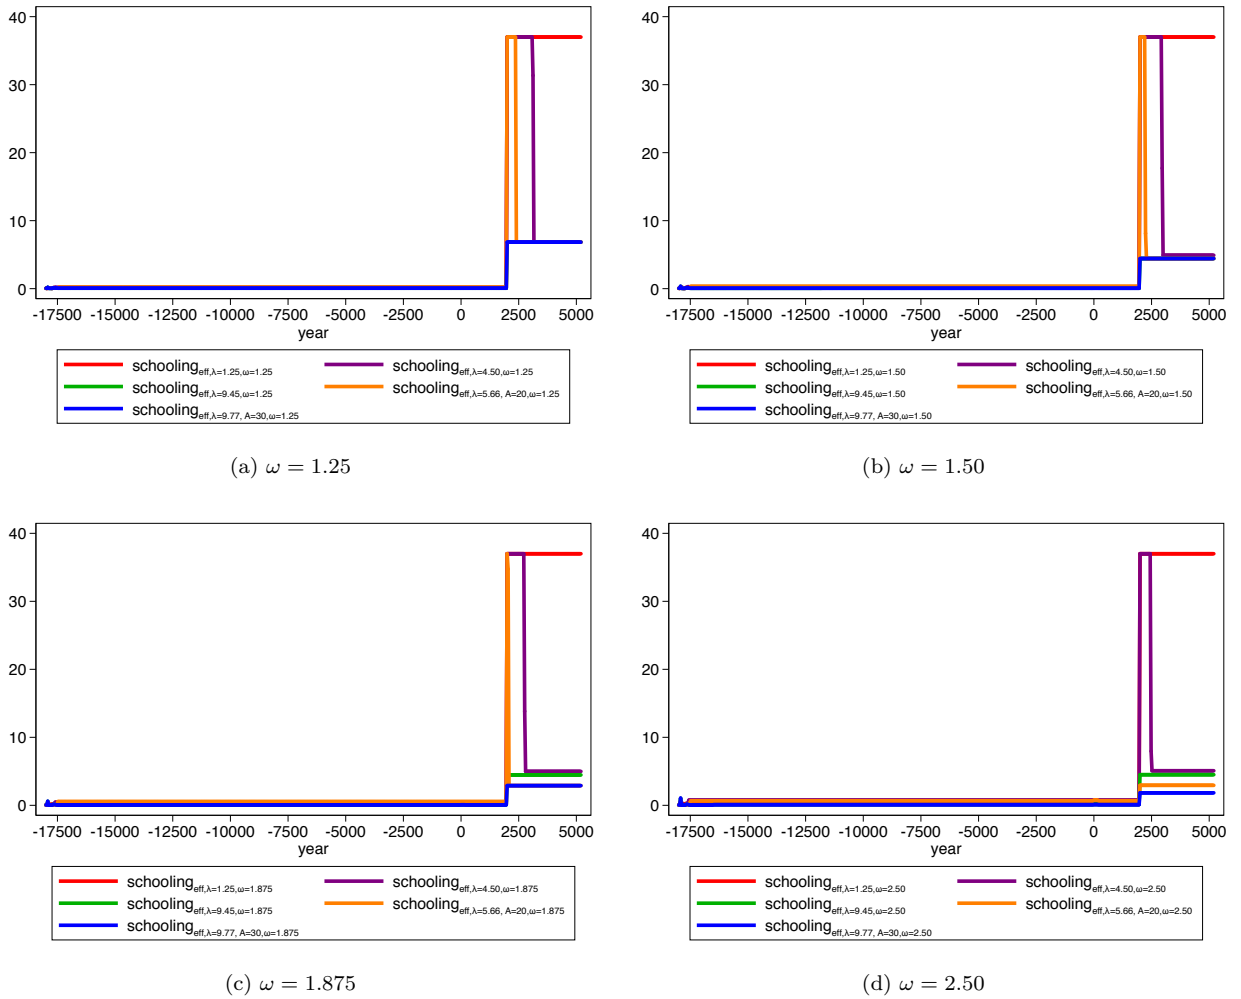 40
30
20
10
0
-17500 -15000 -12500 -10000 -7500 -5000 -2500 0 2500 5000
year
schooling eff,λ=1.25,ω=1.25 schooling eff,λ=4.50,ω=1.25
schooling eff,λ=9.45,ω=1.25 schooling eff,λ=5.66, A=20,ω=1.25
schooling eff,λ=9.77, A=30,ω=1.25
(a) ω = 1.25
40
30
20
10
0
-17500 -15000 -12500 -10000 -7500 -5000 -2500 0 2500 5000
year
schooling eff,λ=1.25,ω=1.50 schooling eff,λ=4.50,ω=1.50
schooling eff,λ=9.45,ω=1.50 schooling eff,λ=5.66, A=20,ω=1.50
schooling eff,λ=9.77, A=30,ω=1.50
(b) ω = 1.50
40
30
20
10
0
-17500 -15000 -12500 -10000 -7500 -5000 -2500 0 2500 5000
year
schooling eff,λ=1.25,ω=1.875 schooling eff,λ=4.50,ω=1.875
schooling eff,λ=9.45,ω=1.875 schooling eff,λ=5.66, A=20,ω=1.875
schooling eff,λ=9.77, A=30,ω=1.875
(c) ω = 1.875
40
30
20
10
0
-17500 -15000 -12500 -10000 -7500 -5000 -2500 0 2500 5000
year
schooling eff,λ=1.25,ω=2.50 schooling eff,λ=4.50,ω=2.50
schooling eff,λ=9.45,ω=2.50 schooling eff,λ=5.66, A=20,ω=2.50
schooling eff,λ=9.77, A=30,ω=2.50
(d) ω = 2.50